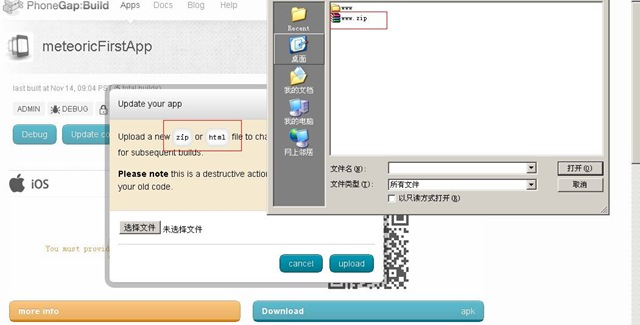 PhoneGap:Build
Apps
Docs
Blog
Help
meteoricFirstApp
last built at Nov 14, 09:04 PST
ADMIN
DEBUG
Debug
iOS
You must provid
more info
Update your app
Upload a new zip or html file to cha
for subsequent builds.
Please note this is a destructive action
your old code.
选择文件 未选择文件
cancel
upload
Download
apk
Recent
桌面
我的文档
我的电脑
网上邻居
www
www.zip
文件名(N):
打开(O)
文件类型(T):
所有文件
取消
以只读方式打开(R)